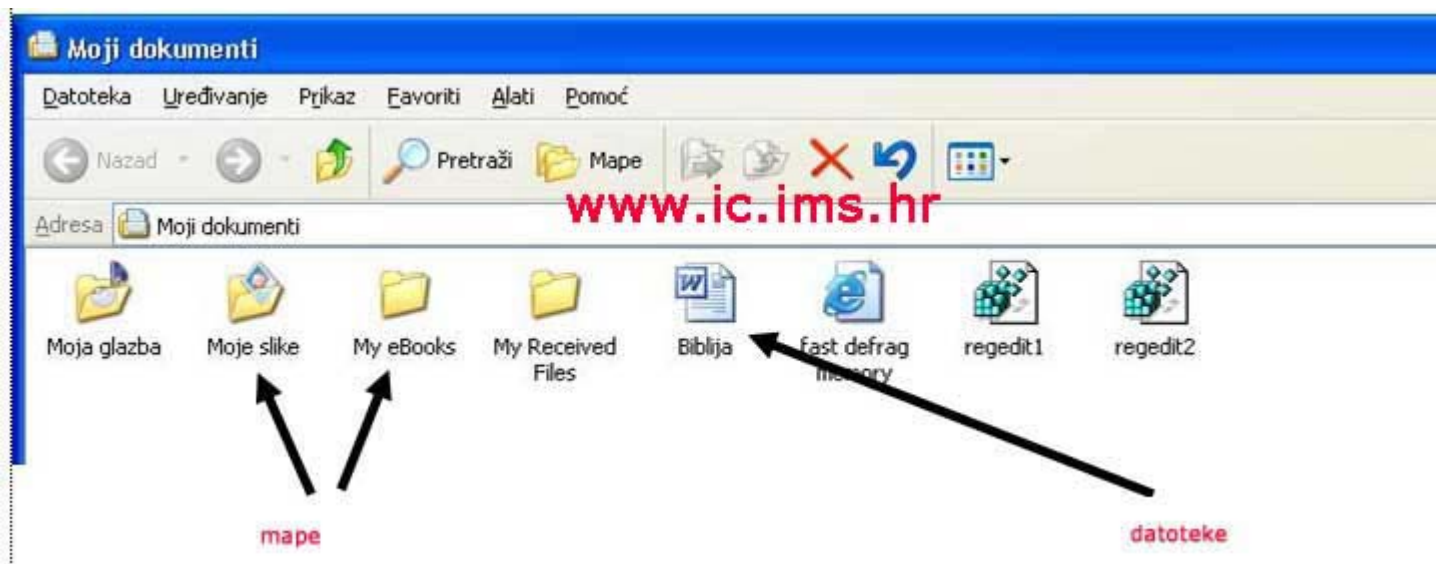 Moji dokumenti
Datoteka Uređivanje Prikaz Favoriti Alati Pomoć
Nazad Pretraži Mape
www.ic.ims.hr
Adresa Moji dokumenti
Moja glazba Moje slike My eBooks My Received Files Biblija fast defrag memory regedit1 regedit2
mape datoteke